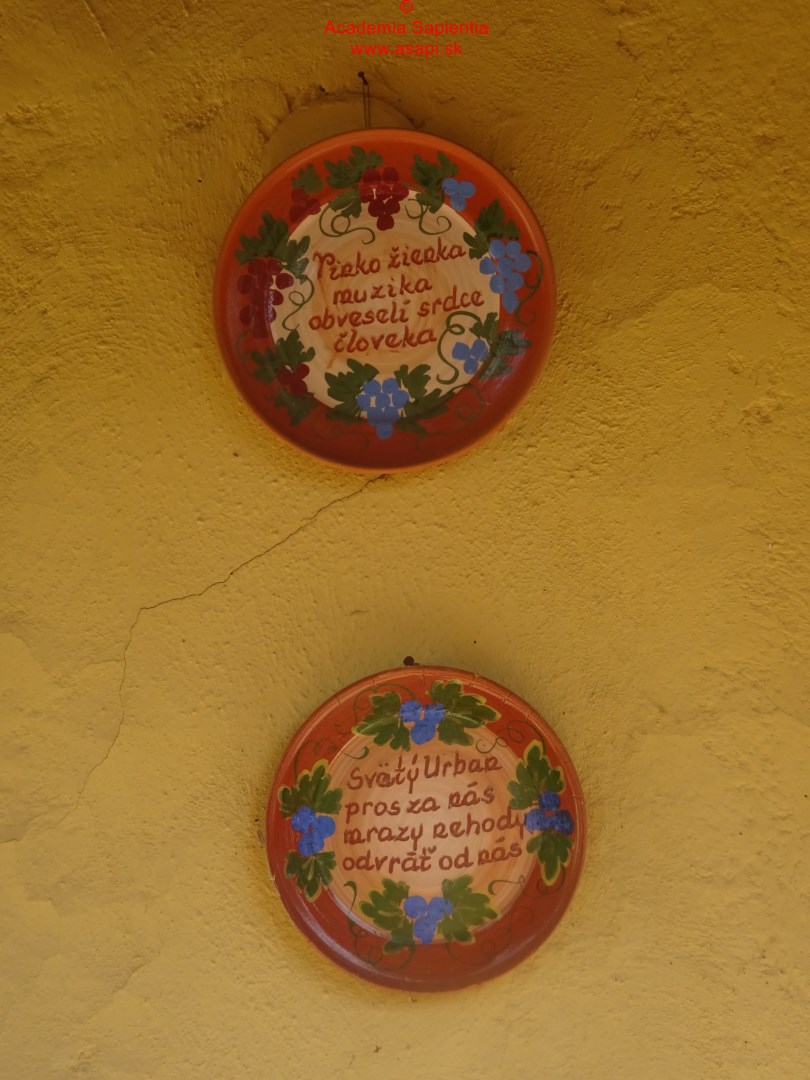 ©
Academia Sapientia
www.asapi.sk
Vínko žienka
muzika
obveselí srdce
človeka
Svätý Urban
pros za nás
mrazy nehody
odvráť od nás